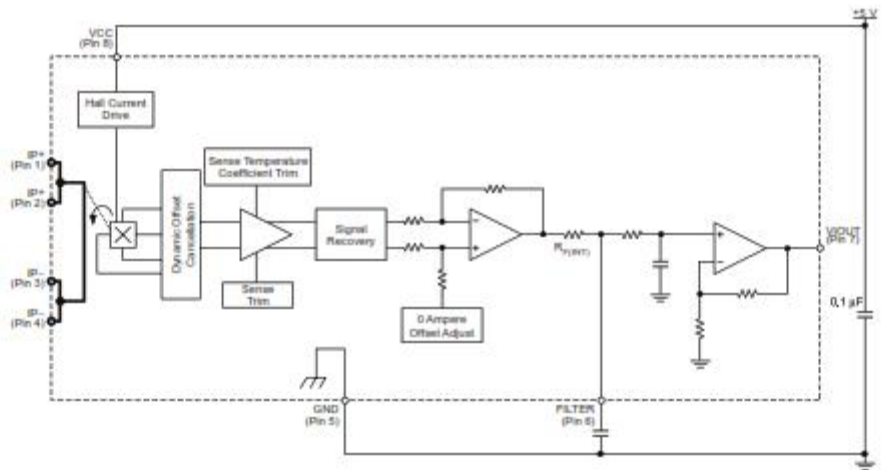 +5 V
VCC
(Pin 8)
Hall Current
Drive
IP+
(Pin 1)
IP+
(Pin 2)
IP−
(Pin 3)
IP−
(Pin 4)
Dynamic Offset
Cancellation
Sense Temperature
Coefficient Trim
Sense
Trim
Signal
Recovery
0 Ampere
Offset Adjust
−
+
RF(INT)
+
−
VIOUT
(Pin 7)
0.1 µF
GND
(Pin 5)
FILTER
(Pin 6)